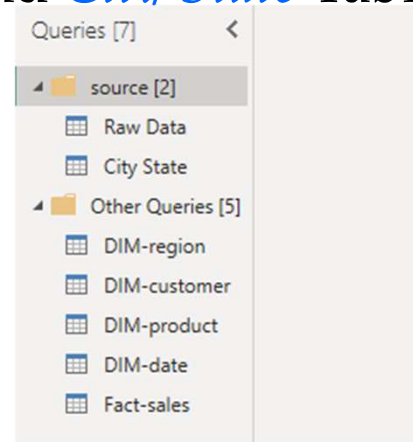 Queries [7]
source [2]
Raw Data
City State
Other Queries [5]
DIM-region
DIM-customer
DIM-product
DIM-date
Fact-sales